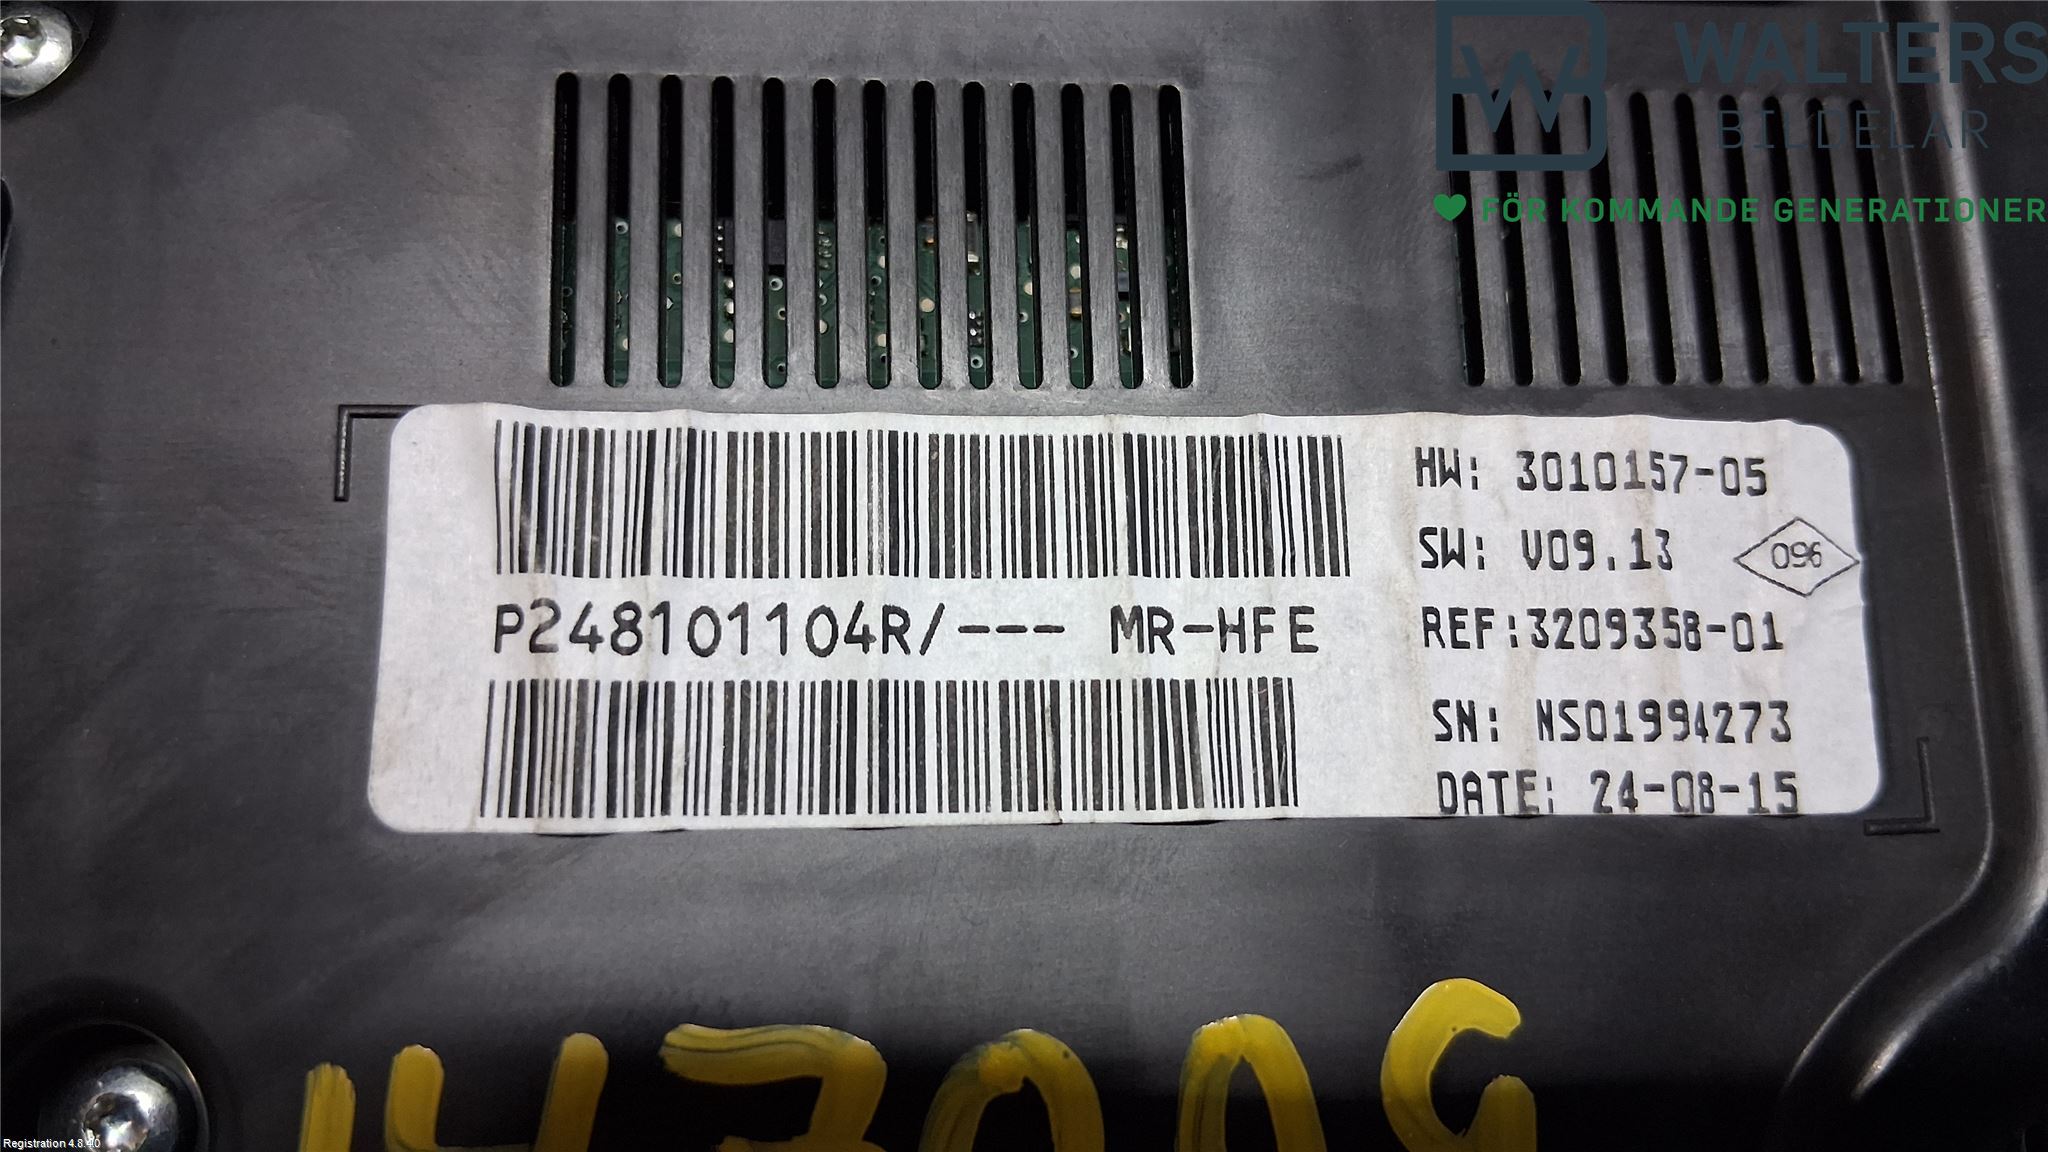 WALTERS
BILDELAR
FÖR KOMMANDE GENERATIONER
HW: 3010157-05
SW: V09.13
096
P248101104R/--- MR-HFE
REF:3209358-01
SN: NS01994273
DATE: 24-08-15
Registration 4.8.40